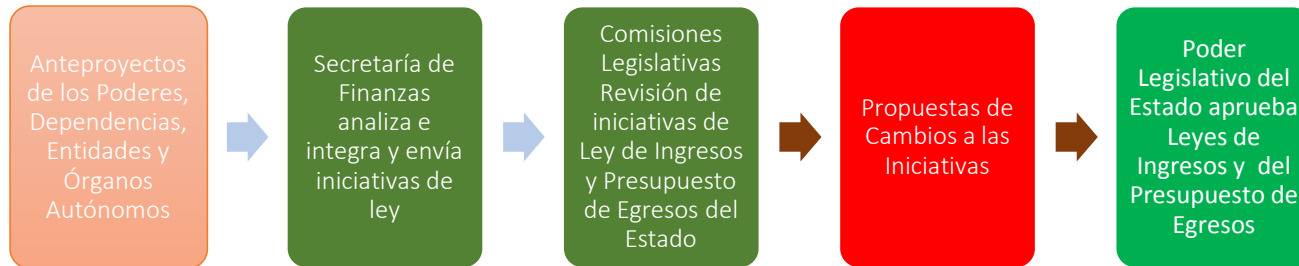 Anteproyectos
de los Poderes,
Dependencias,
Entidades y
Órganos
Autónomos
Secretaría de
Finanzas
analiza e
integra y envía
iniciativas de
ley
Comisiones
Legislativas
Revisión de
iniciativas de
Ley de Ingresos
y Presupuesto
de Egresos del
Estado
Propuestas de
Cambios a las
Iniciativas
Poder
Legislativo del
Estado aprueba
Leyes de
Ingresos y del
Presupuesto de
Egresos